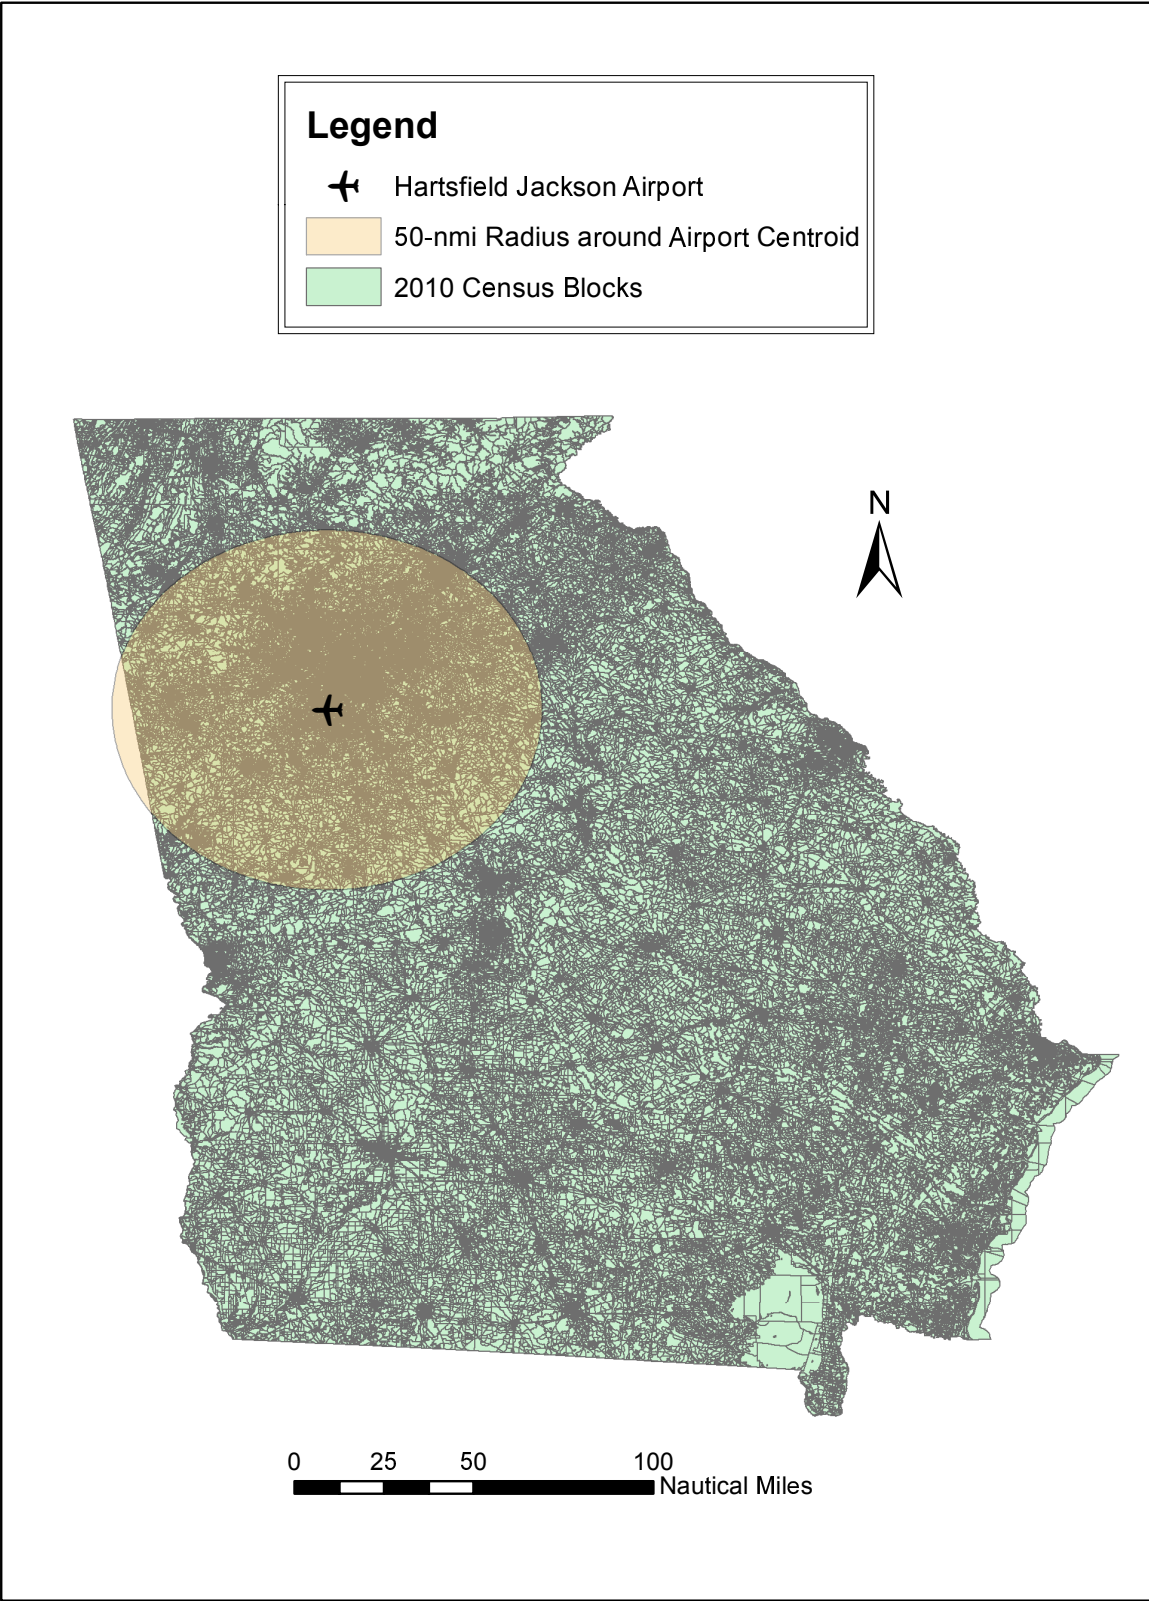 Legend
Hartsfield Jackson Airport
50-nmi Radius around Airport Centroid
2010 Census Blocks
N
0 25 50 100
Nautical Miles